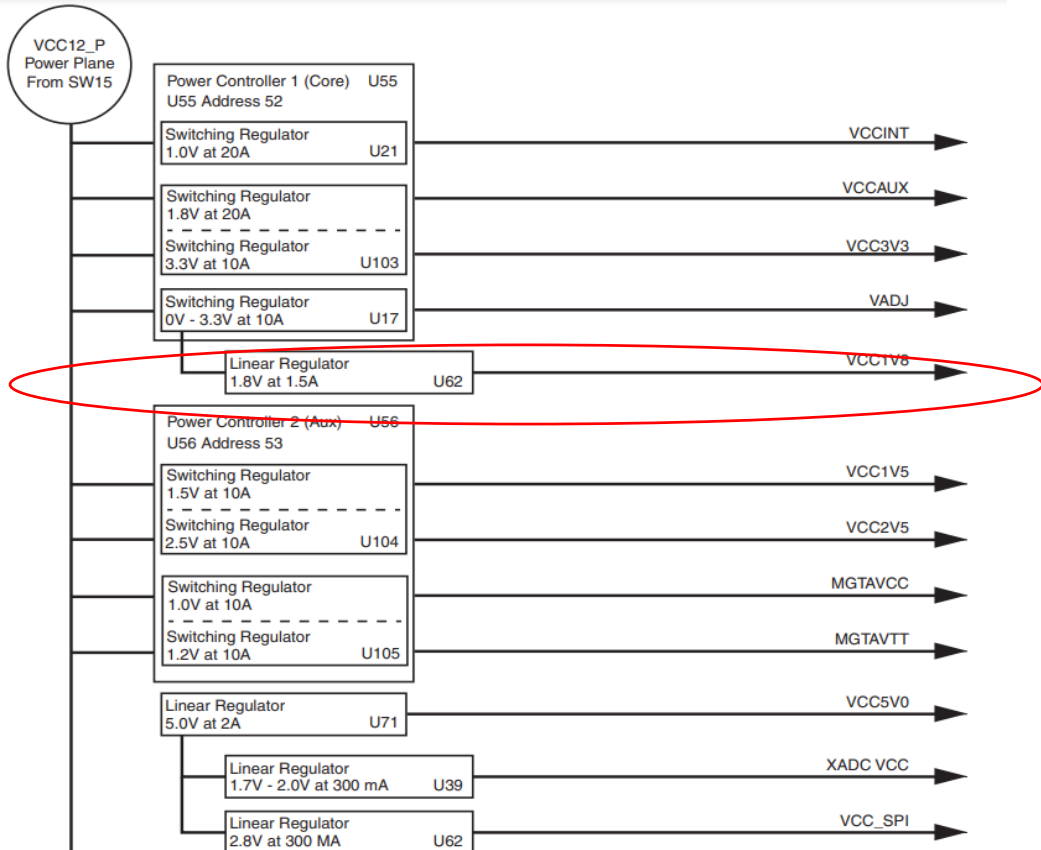 VCC12_P
Power Plane
From SW15
Power Controller 1 (Core) U55
U55 Address 52
Switching Regulator
1.0V at 20A U21
VCCINT
Switching Regulator
1.8V at 20A
VCCAUX
Switching Regulator
3.3V at 10A U103
VCC3V3
Switching Regulator
0V - 3.3V at 10A U17
VADJ
Linear Regulator
1.8V at 1.5A U62
VCC1V8
Power Controller 2 (Aux) U56
U56 Address 53
Switching Regulator
1.5V at 10A
VCC1V5
Switching Regulator
2.5V at 10A U104
VCC2V5
Switching Regulator
1.0V at 10A
MGTAVCC
Switching Regulator
1.2V at 10A U105
MGTAVTT
Linear Regulator
5.0V at 2A U71
VCC5V0
Linear Regulator
1.7V - 2.0V at 300 mA U39
XADC VCC
Linear Regulator
2.8V at 300 MA U62
VCC_SPI